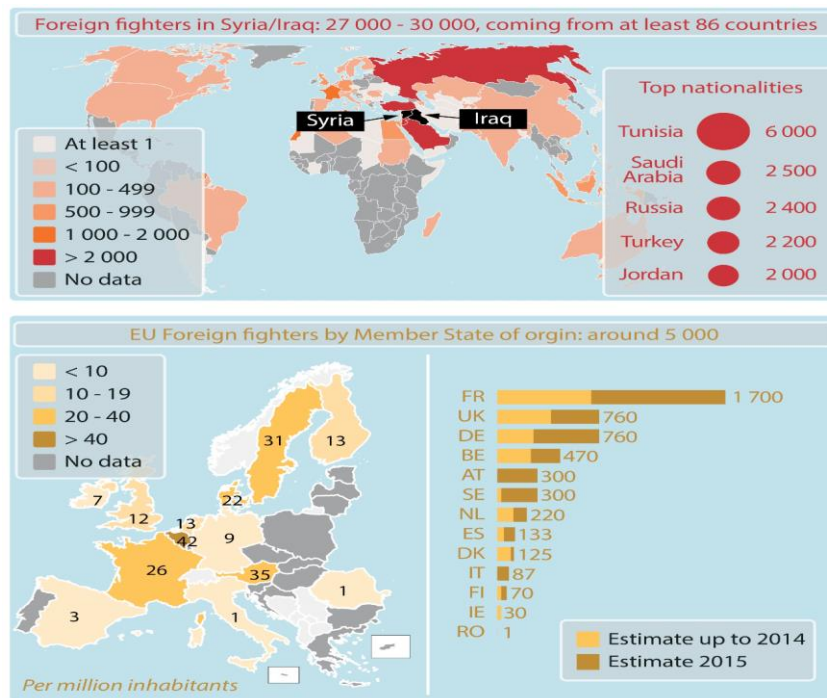 Foreign fighters in Syria/Iraq: 27 000 - 30 000, coming from at least 86 countries
Syria
Iraq
At least 1
< 100
100 - 499
500 - 999
1 000 - 2 000
> 2 000
No data
Top nationalities
Tunisia 6 000
Saudi
Arabia 2 500
Russia 2 400
Turkey 2 200
Jordan 2 000
EU Foreign fighters by Member State of orgin: around 5 000
< 10
10 - 19
20 - 40
> 40
No data
31
13
7
22
12
13
9
42
26
35
1
3
1
Per million inhabitants
FR 1 700
UK 760
DE 760
BE 470
AT 300
SE 300
NL 220
ES 133
DK 125
IT 87
FI 70
IE 30
RO 1
Estimate up to 2014
Estimate 2015